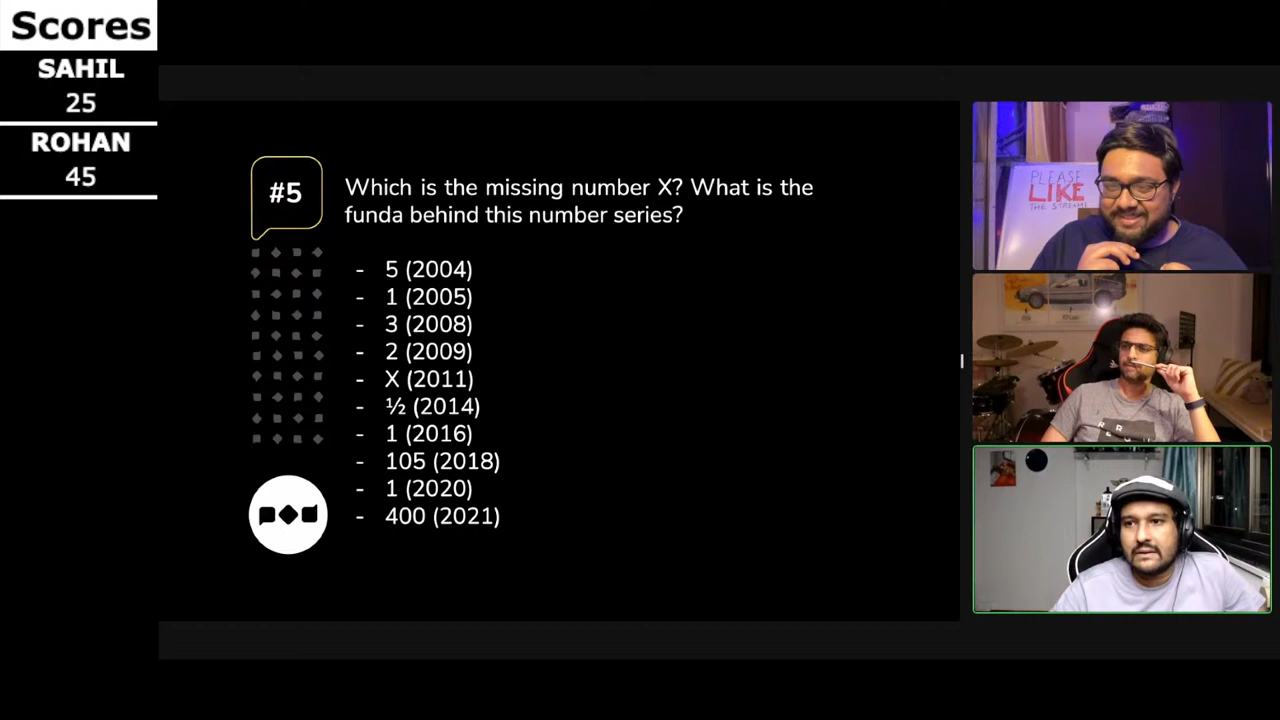 Scores
SAHIL
25
ROHAN
45
#5
Which is the missing number X? What is the
funda behind this number series?
- 5 (2004)
- 1 (2005)
- 3 (2008)
- 2 (2009)
- X (2011)
- ½ (2014)
- 1 (2016)
- 105 (2018)
- 1 (2020)
- 400 (2021)
PLEASE
LIKE
THE STREAM